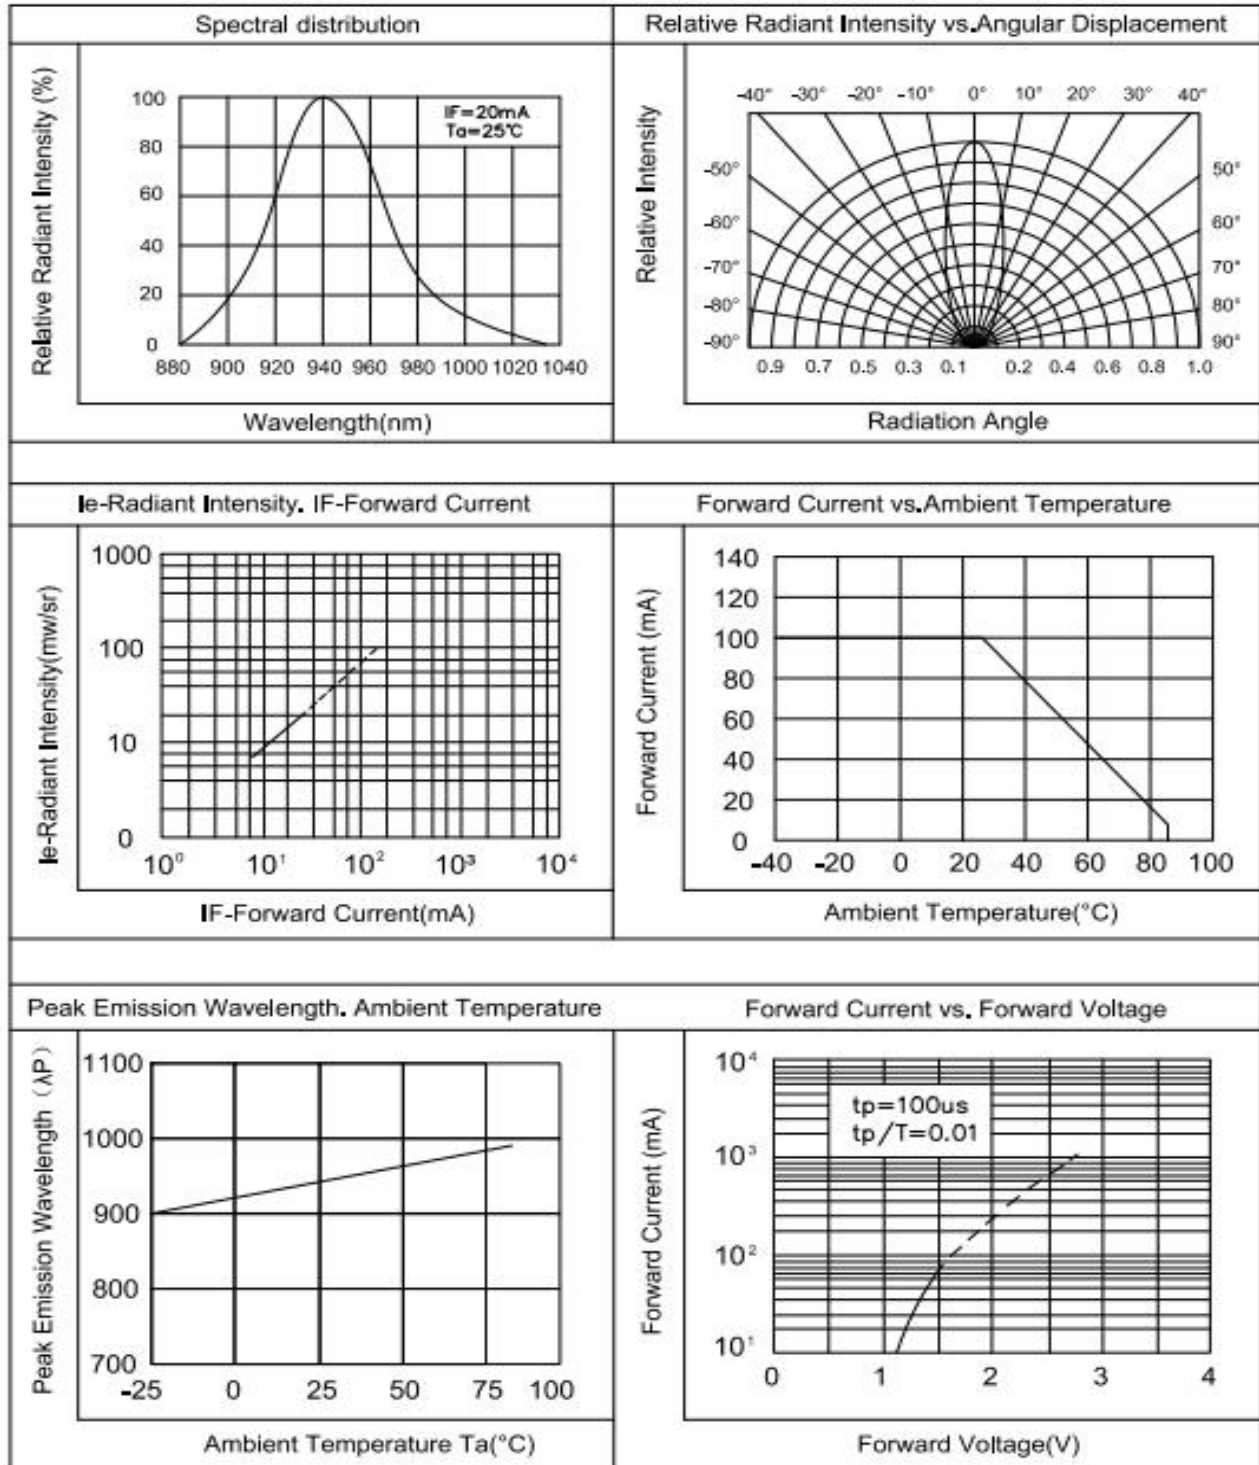 Spectral distribution
Relative Radiant Intensity vs.Angular Displacement
Relative Radiant Intensity (%)
100
80
60
40
20
0
IF=20mA
Ta=25℃
880 900 920 940 960 980 1000 1020 1040
Wavelength(nm)
Relative Intensity
-40° -30° -20° -10° 0° 10° 20° 30° 40°
-50° 50°
-60° 60°
-70° 70°
-80° 80°
-90° 90°
0.9 0.7 0.5 0.3 0.1 0.2 0.4 0.6 0.8 1.0
Radiation Angle
Ie-Radiant Intensity. IF-Forward Current
Forward Current vs.Ambient Temperature
Ie-Radiant Intensity(mw/sr)
1000
100
10
0
10⁰ 10¹ 10² 10³ 10⁴
IF-Forward Current(mA)
Forward Current (mA)
140
120
100
80
60
40
20
0
-40 -20 0 20 40 60 80 100
Ambient Temperature(°C)
Peak Emission Wavelength. Ambient Temperature
Forward Current vs. Forward Voltage
Peak Emission Wavelength（λP）
1100
1000
900
800
700
-25 0 25 50 75 100
Ambient Temperature Ta(°C)
Forward Current (mA)
10⁴
10³
10²
10¹
tp=100us
tp/T=0.01
0 1 2 3 4
Forward Voltage(V)